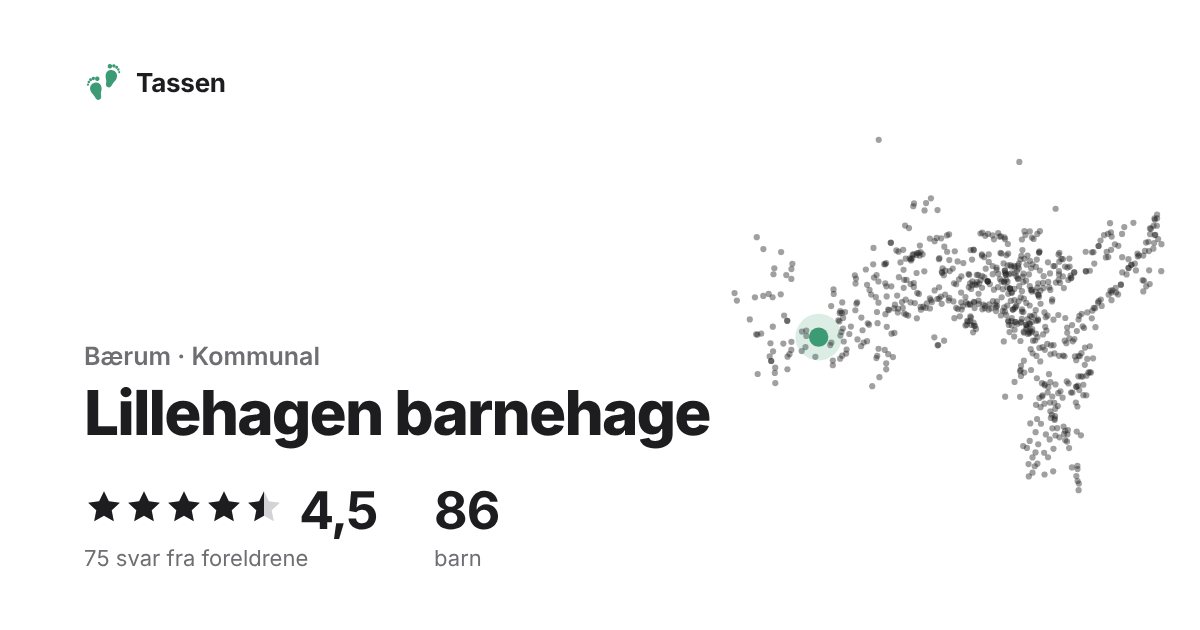 Tassen
Bærum · Kommunal
Lillehagen barnehage
4,5
86
75 svar fra foreldrene
barn